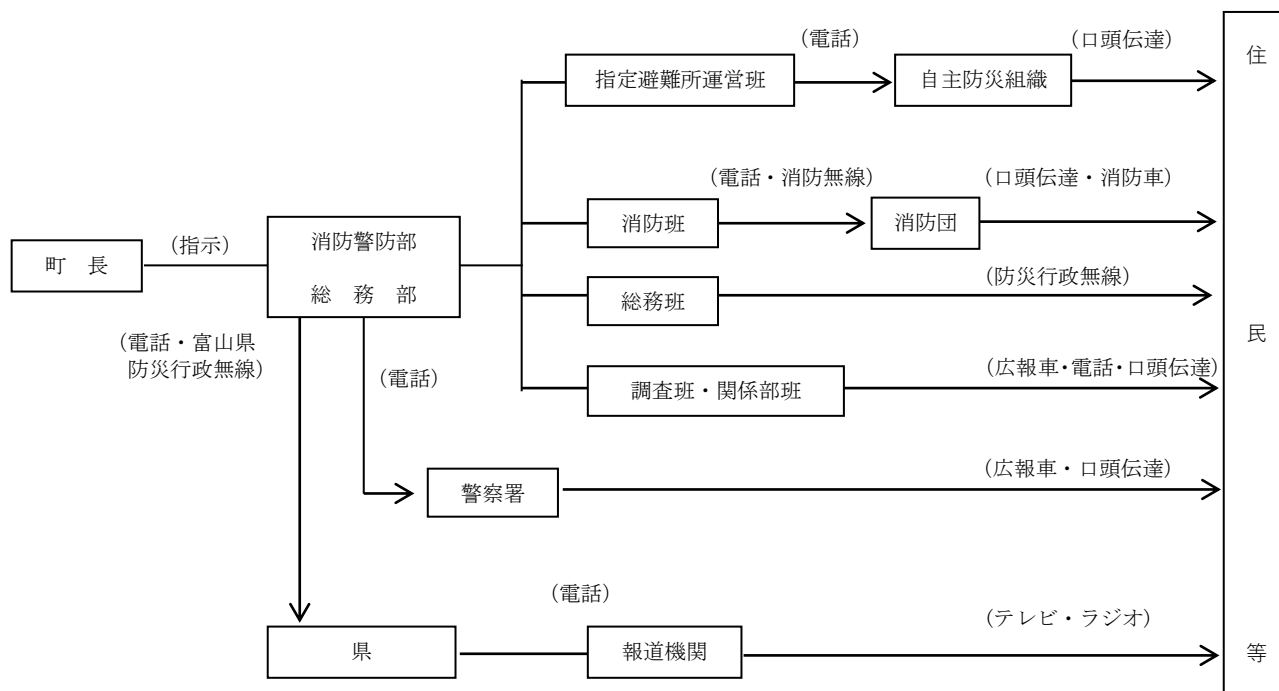 (電話)
(口頭伝達)
住
指定避難所運営班
自主防災組織
(電話・消防無線)
(口頭伝達・消防車)
消防警防部
消防班
消防団
(指示)
町 長
総 務 部
(防災行政無線)
総務班
民
(電話・富山県
防災行政無線)
(電話)
(広報車・電話・口頭伝達)
調査班・関係部班
(広報車・口頭伝達)
警察署
(電話)
(テレビ・ラジオ)
県
報道機関
等